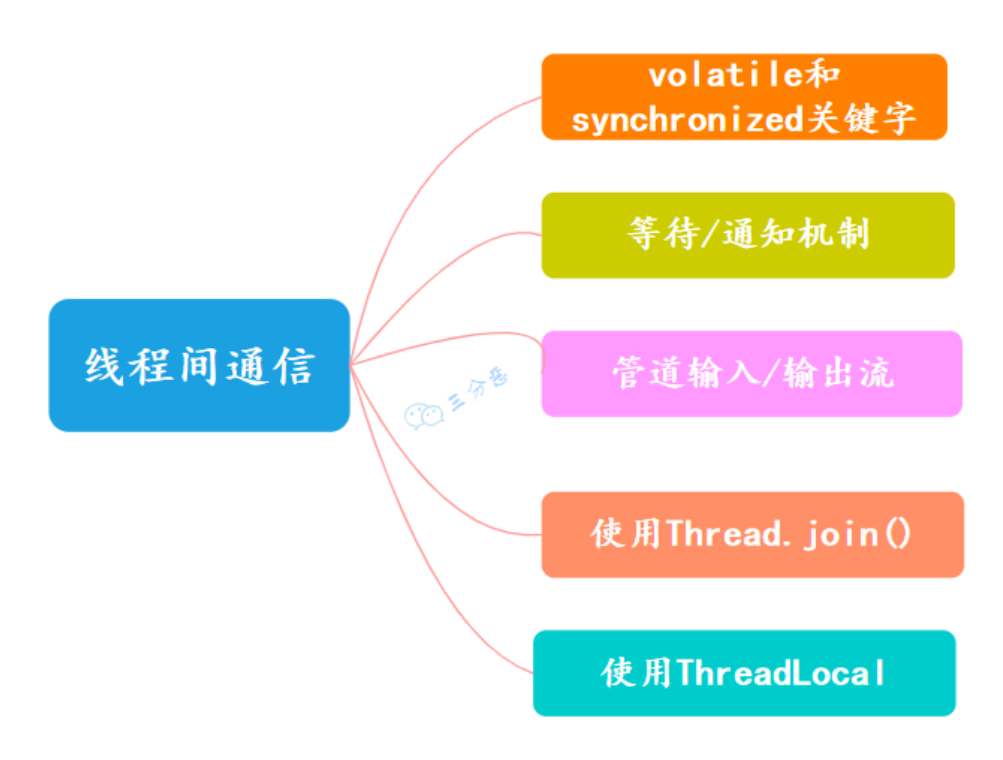 volatile和
synchronized关键字
等待/通知机制
线程间通信
管道输入/输出流
三分恶
使用Thread.join()
使用ThreadLocal